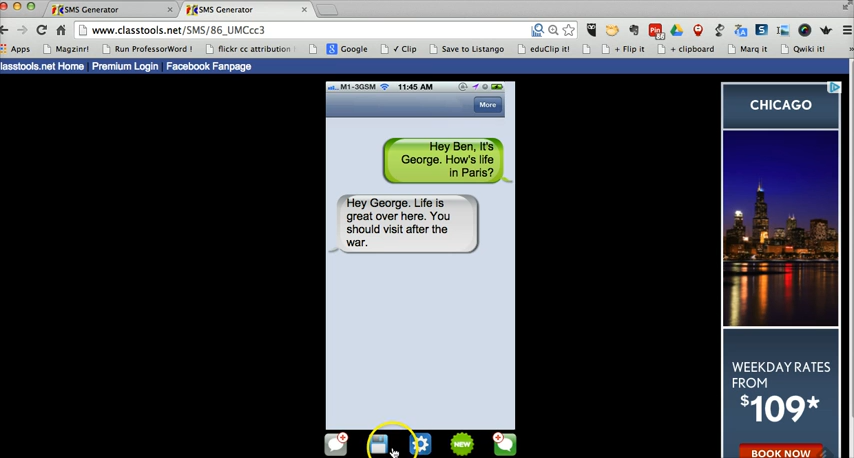 SMS Generator
SMS Generator
www.classtools.net/SMS/86_UMCcc3
Apps
Magzinr!
Run ProfessorWord !
flickr cc attribution
Google
✓ Clip
Save to Listango
eduClip it!
+ Flip it
+ clipboard
Marq it
Qwiki it!
Pin
86
lasstools.net Home | Premium Login | Facebook Fanpage
M1-3GSM
11:45 AM
More
Hey Ben, It's
George. How's life
in Paris?
Hey George. Life is
great over here. You
should visit after the
war.
NEW
CHICAGO
WEEKDAY RATES
FROM
$109*
BOOK NOW